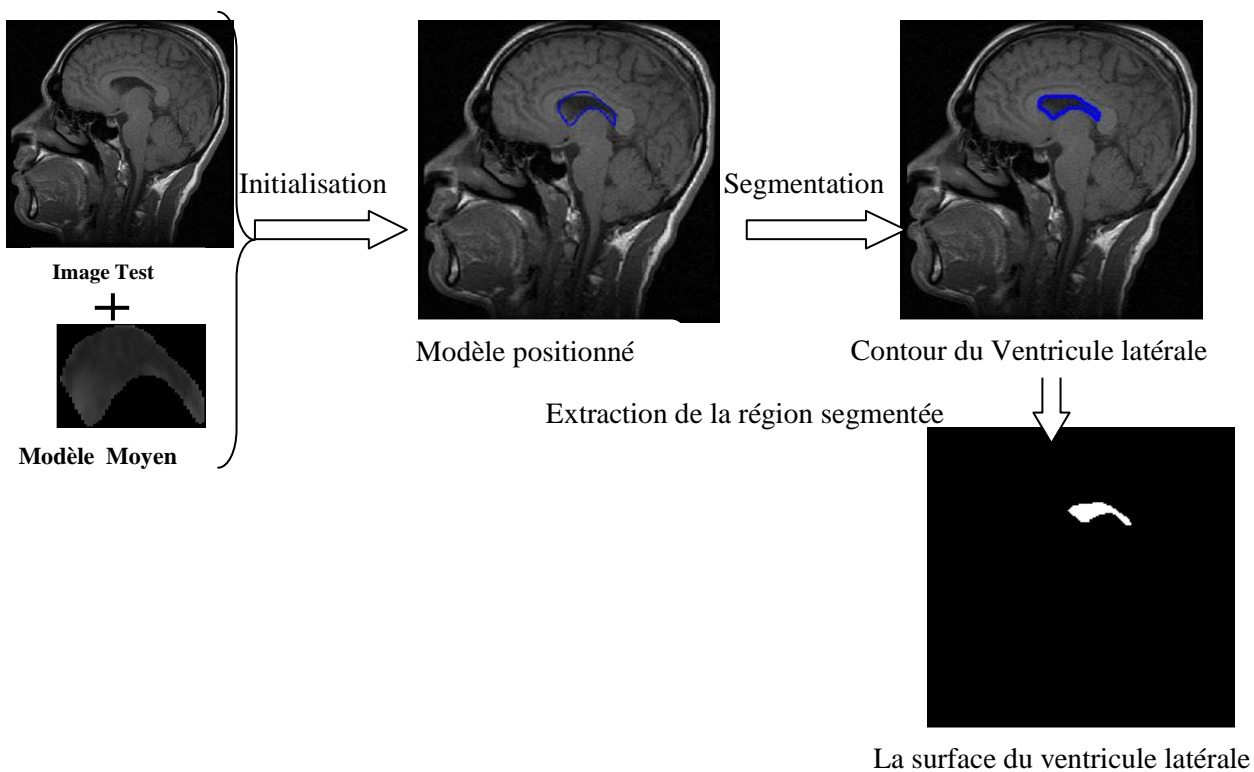 Image Test
+
Modèle Moyen
Initialisation
Modèle positionné
Segmentation
Contour du Ventricule latérale
Extraction de la région segmentée
La surface du ventricule latérale